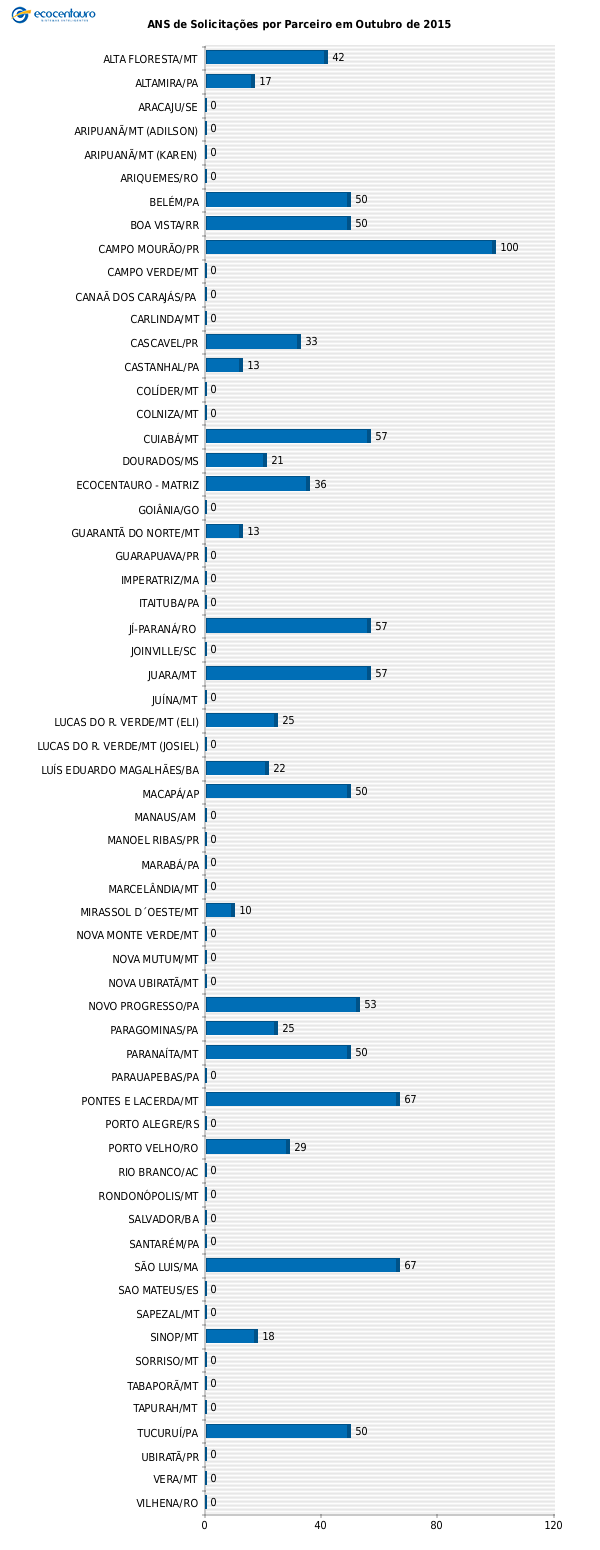 ecocentauro
ANS de Solicitações por Parceiro em Outubro de 2015
ALTA FLORESTA/MT 42
ALTAMIRA/PA 17
ARACAJU/SE 0
ARIPUANÃ/MT (ADILSON) 0
ARIPUANÃ/MT (KAREN) 0
ARIQUEMES/RO 0
BELÉM/PA 50
BOA VISTA/RR 50
CAMPO MOURÃO/PR 100
CAMPO VERDE/MT 0
CANAÃ DOS CARAJÁS/PA 0
CARLINDA/MT 0
CASCAVEL/PR 33
CASTANHAL/PA 13
COLÍDER/MT 0
COLNIZA/MT 0
CUIABÁ/MT 57
DOURADOS/MS 21
ECOCENTAURO - MATRIZ 36
GOIÂNIA/GO 0
GUARANTÃ DO NORTE/MT 13
GUARAPUAVA/PR 0
IMPERATRIZ/MA 0
ITAITUBA/PA 0
JÍ-PARANÁ/RO 57
JOINVILLE/SC 0
JUARA/MT 57
JUÍNA/MT 0
LUCAS DO R. VERDE/MT (ELI) 25
LUCAS DO R. VERDE/MT (JOSIEL) 0
LUÍS EDUARDO MAGALHÃES/BA 22
MACAPÁ/AP 50
MANAUS/AM 0
MANOEL RIBAS/PR 0
MARABÁ/PA 0
MARCELÂNDIA/MT 0
MIRASSOL D´OESTE/MT 10
NOVA MONTE VERDE/MT 0
NOVA MUTUM/MT 0
NOVA UBIRATÃ/MT 0
NOVO PROGRESSO/PA 53
PARAGOMINAS/PA 25
PARANAÍTA/MT 50
PARAUAPEBAS/PA 0
PONTES E LACERDA/MT 67
PORTO ALEGRE/RS 0
PORTO VELHO/RO 29
RIO BRANCO/AC 0
RONDONÓPOLIS/MT 0
SALVADOR/BA 0
SANTARÉM/PA 0
SÃO LUIS/MA 67
SAO MATEUS/ES 0
SAPEZAL/MT 0
SINOP/MT 18
SORRISO/MT 0
TABAPORÃ/MT 0
TAPURAH/MT 0
TUCURUÍ/PA 50
UBIRATÃ/PR 0
VERA/MT 0
VILHENA/RO 0
0 40 80 120